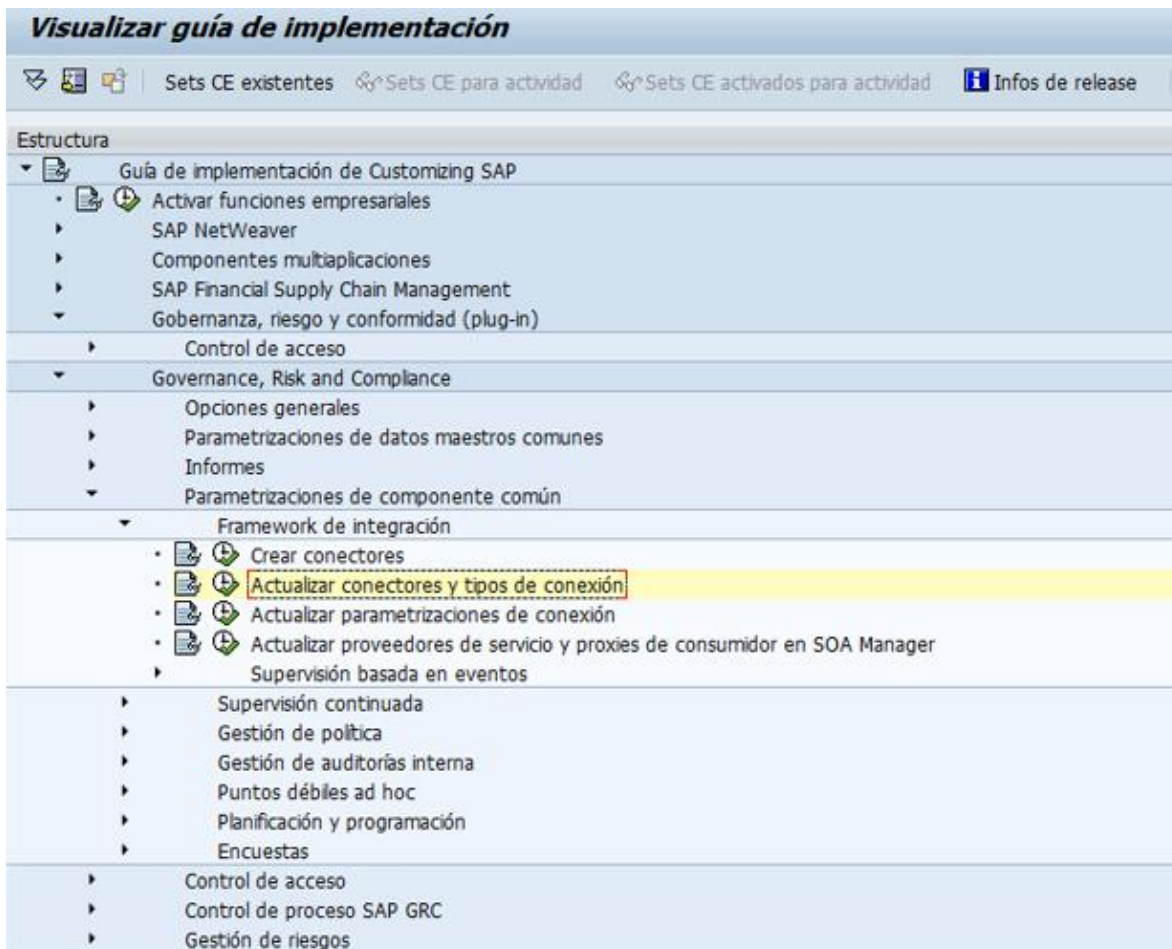 Visualizar guía de implementación
Sets CE existentes Sets CE para actividad Sets CE activados para actividad Infos de release
Estructura
Guía de implementación de Customizing SAP
Activar funciones empresariales
SAP NetWeaver
Componentes multiaplicaciones
SAP Financial Supply Chain Management
Gobernanza, riesgo y conformidad (plug-in)
Control de acceso
Governance, Risk and Compliance
Opciones generales
Parametrizaciones de datos maestros comunes
Informes
Parametrizaciones de componente común
Framework de integración
Crear conectores
Actualizar conectores y tipos de conexión
Actualizar parametrizaciones de conexión
Actualizar proveedores de servicio y proxies de consumidor en SOA Manager
Supervisión basada en eventos
Supervisión continuada
Gestión de política
Gestión de auditorías interna
Puntos débiles ad hoc
Planificación y programación
Encuestas
Control de acceso
Control de proceso SAP GRC
Gestión de riesgos